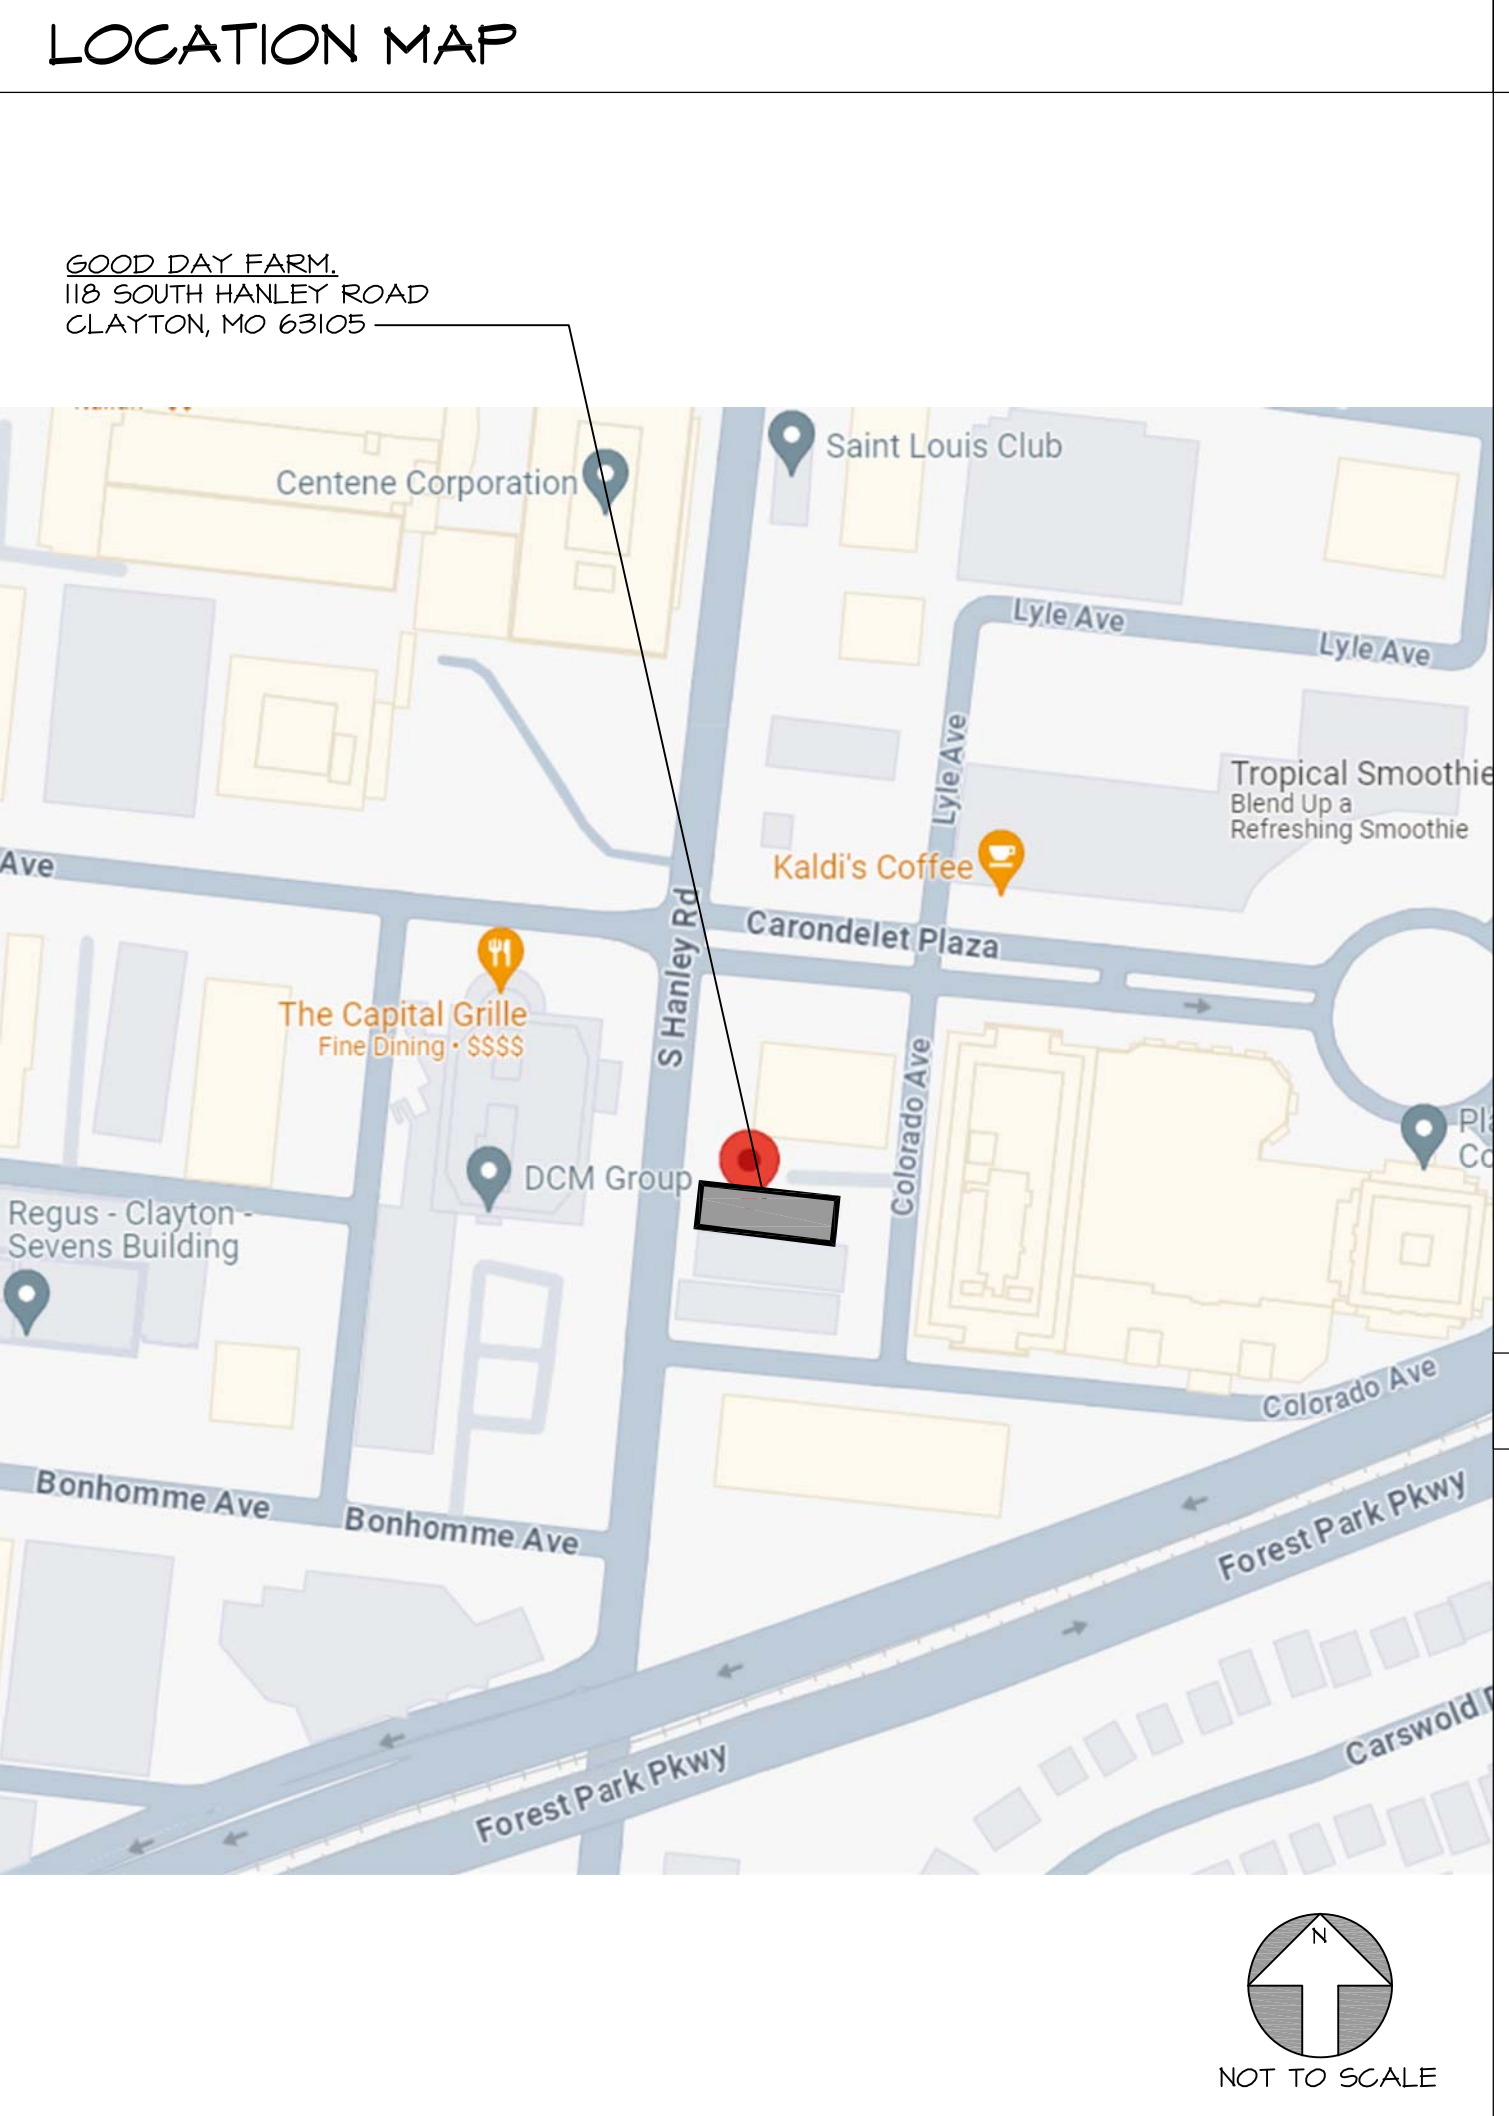 LOCATION MAP
GOOD DAY FARM.
118 SOUTH HANLEY ROAD
CLAYTON, MO 63105
Saint Louis Club
Centene Corporation
Lyle Ave
Lyle Ave
Lyle Ave
Tropical Smoothie
Blend Up a
Refreshing Smoothie
Ave
Kaldi's Coffee
S Hanley Rd
Carondelet Plaza
The Capital Grille
Fine Dining • $$$$
Colorado Ave
DCM Group
Regus - Clayton -
Sevens Building
Colorado Ave
Bonhomme Ave
Bonhomme Ave
Forest Park Pkwy
Carswold
Forest Park Pkwy
N
NOT TO SCALE